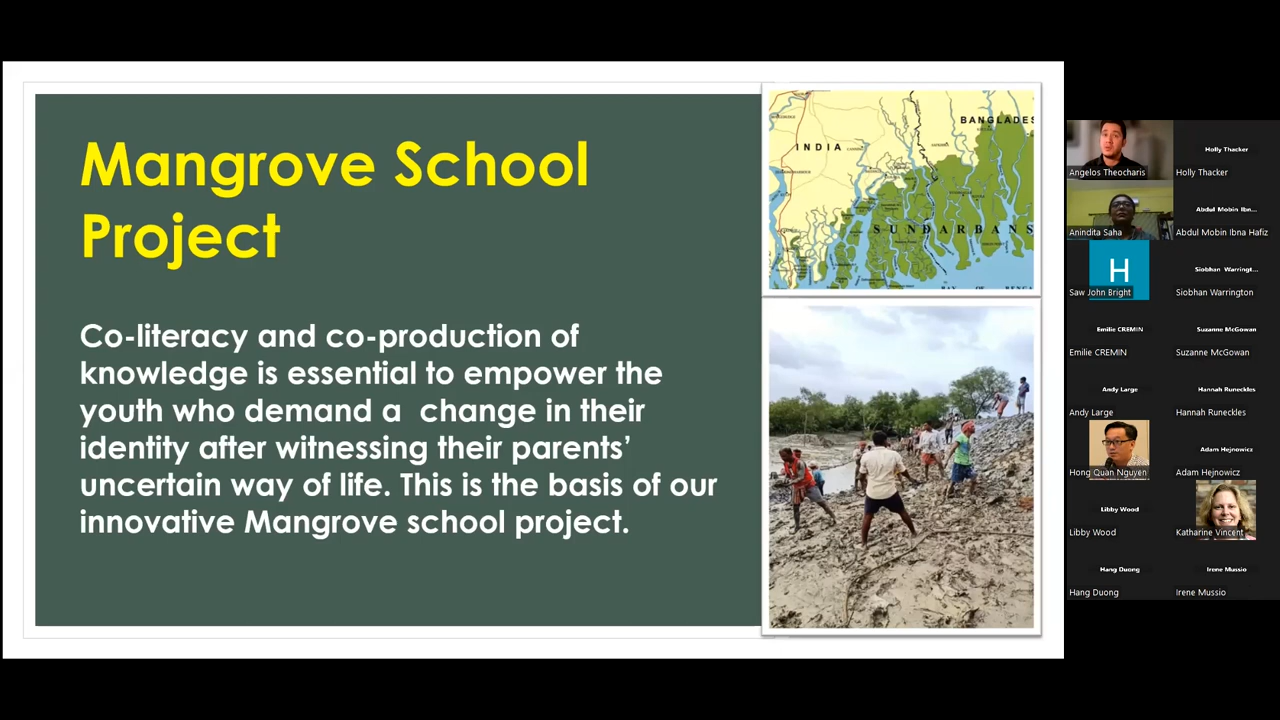 Mangrove School
Project
Co-literacy and co-production of
knowledge is essential to empower the
youth who demand a  change in their
identity after witnessing their parents’
uncertain way of life. This is the basis of our
innovative Mangrove school project.
INDIA
BANGLADES
SUNDARBANS
BAY OF BENGA
Angelos Theocharis
Holly Thacker
Holly Thacker
Anindita Saha
Abdul Mobin Ibn...
Abdul Mobin Ibna Hafiz
H
Saw John Bright
Siobhan Warringt...
Siobhan Warrington
Emilie CREMIN
Emilie CREMIN
Suzanne McGowan
Suzanne McGowan
Andy Large
Andy Large
Hannah Runeckles
Hannah Runeckles
Hong Quân Nguyen
Adam Hejnowicz
Adam Hejnowicz
Libby Wood
Libby Wood
Katharine Vincent
Hang Duong
Hang Duong
Irene Mussio
Irene Mussio